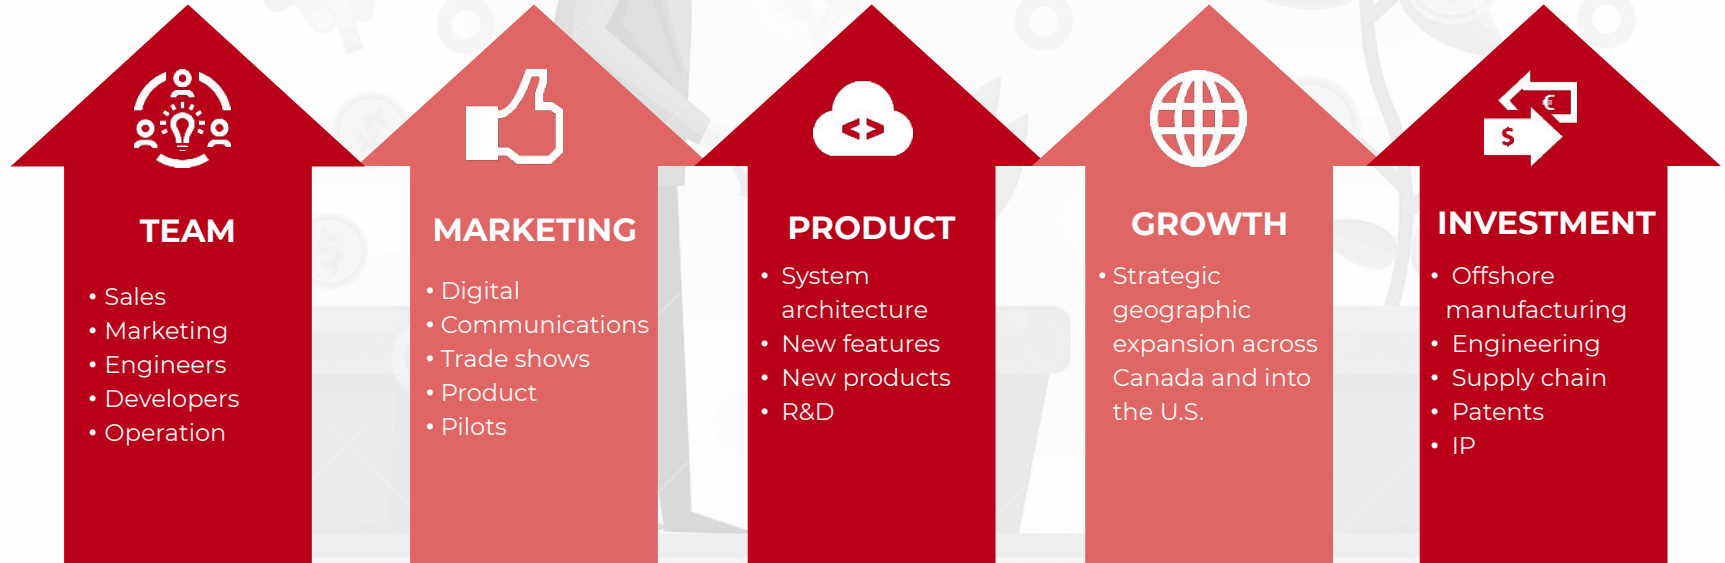 TEAM
• Sales
• Marketing
• Engineers
• Developers
• Operation
MARKETING
• Digital
• Communications
• Trade shows
• Product
• Pilots
<>
PRODUCT
• System
architecture
• New features
• New products
• R&D
GROWTH
• Strategic
geographic
expansion across
Canada and into
the U.S.
€
$
INVESTMENT
• Offshore
manufacturing
• Engineering
• Supply chain
• Patents
• IP